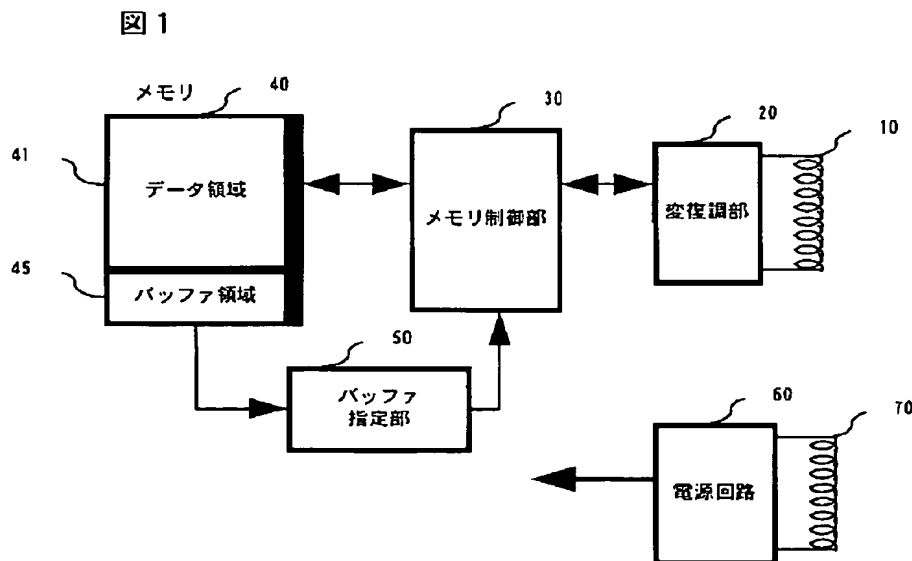 図1
メモリ
40
30
20
10
41
データ領域
メモリ制御部
変復調部
45
バッファ領域
50
バッファ
指定部
60
70
電源回路